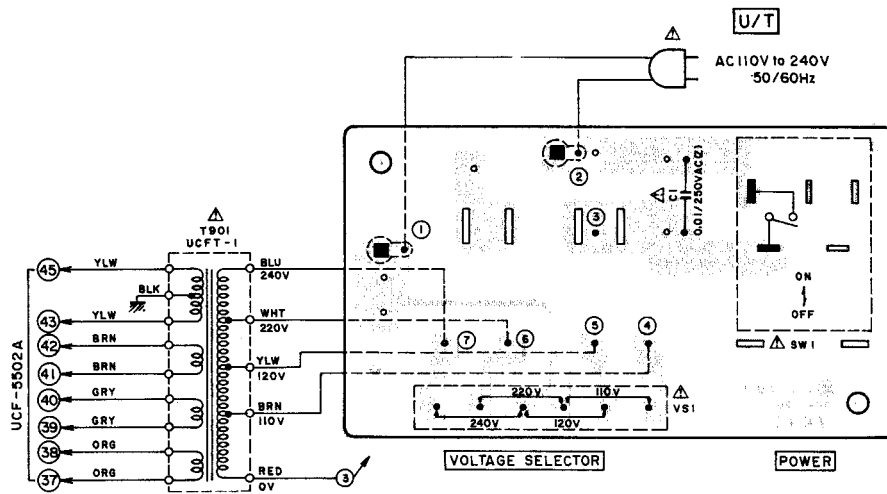 U/T
AC 110V to 240V
50/60Hz
②
C1
0.01/250VAC(Z)
③
①
T901
UCFT-1
45
YLW
BLU
240V
BLK
ON
OFF
43
YLW
WHT
220V
42
BRN
⑦
⑥
⑤
④
SW1
YLW
120V
41
BRN
40
GRY
220V
110V
BRN
110V
VS1
39
GRY
240V
120V
UCF-5502A
38
ORG
VOLTAGE SELECTOR
POWER
37
ORG
RED
0V
③